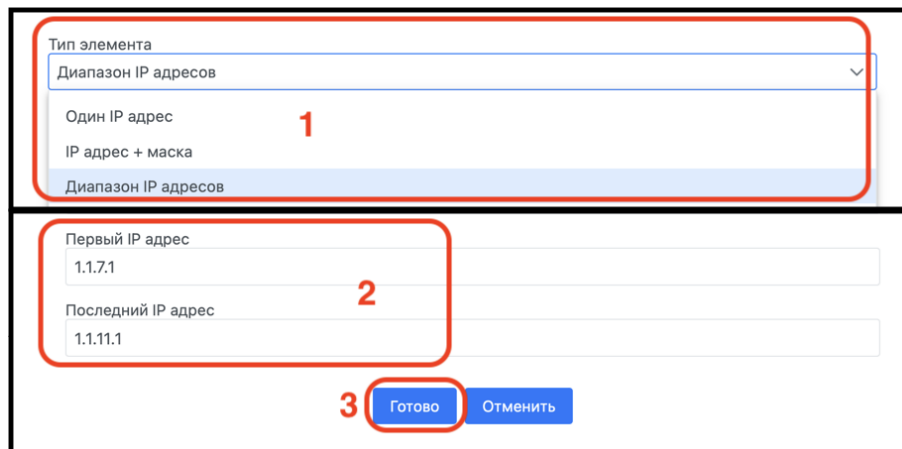 Тип элемента
Диапазон IP адресов
Один IP адрес
1
IP адрес + маска
Диапазон IP адресов
Первый IP адрес
1.1.7.1
2
Последний IP адрес
1.1.11.1
3 Готово Отменить